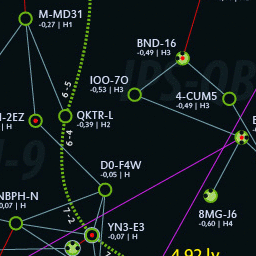 M-MD31
-0,27 | H1
BND-16
-0,49 | H3
IOO-7O
-0,53 | H3
4-CUM5
-0,49 | H3
6 - 5
QKTR-L
-0,39 | H2
-2EZ
| H
6 - 4
D0-F4W
-0,05 | H
NBPH-N
0,07 | H
8MG-J6
-0,60 | H4
YN3-E3
-0,07 | H
4.92 ly